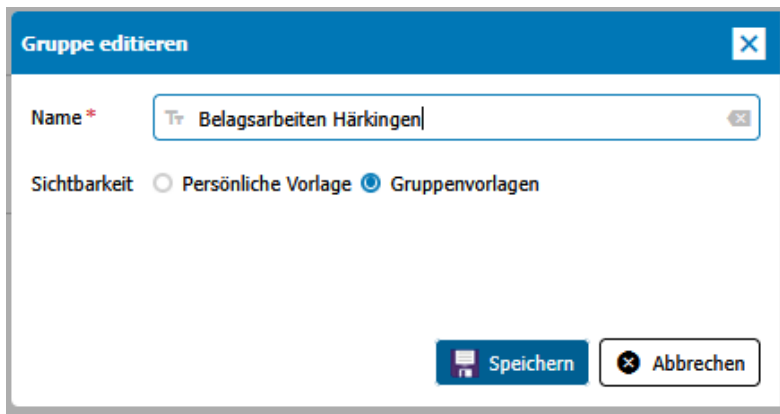 Gruppe editieren
Name *
Belagsarbeiten Härkingen
Sichtbarkeit Persönliche Vorlage Gruppenvorlagen
Speichern Abbrechen